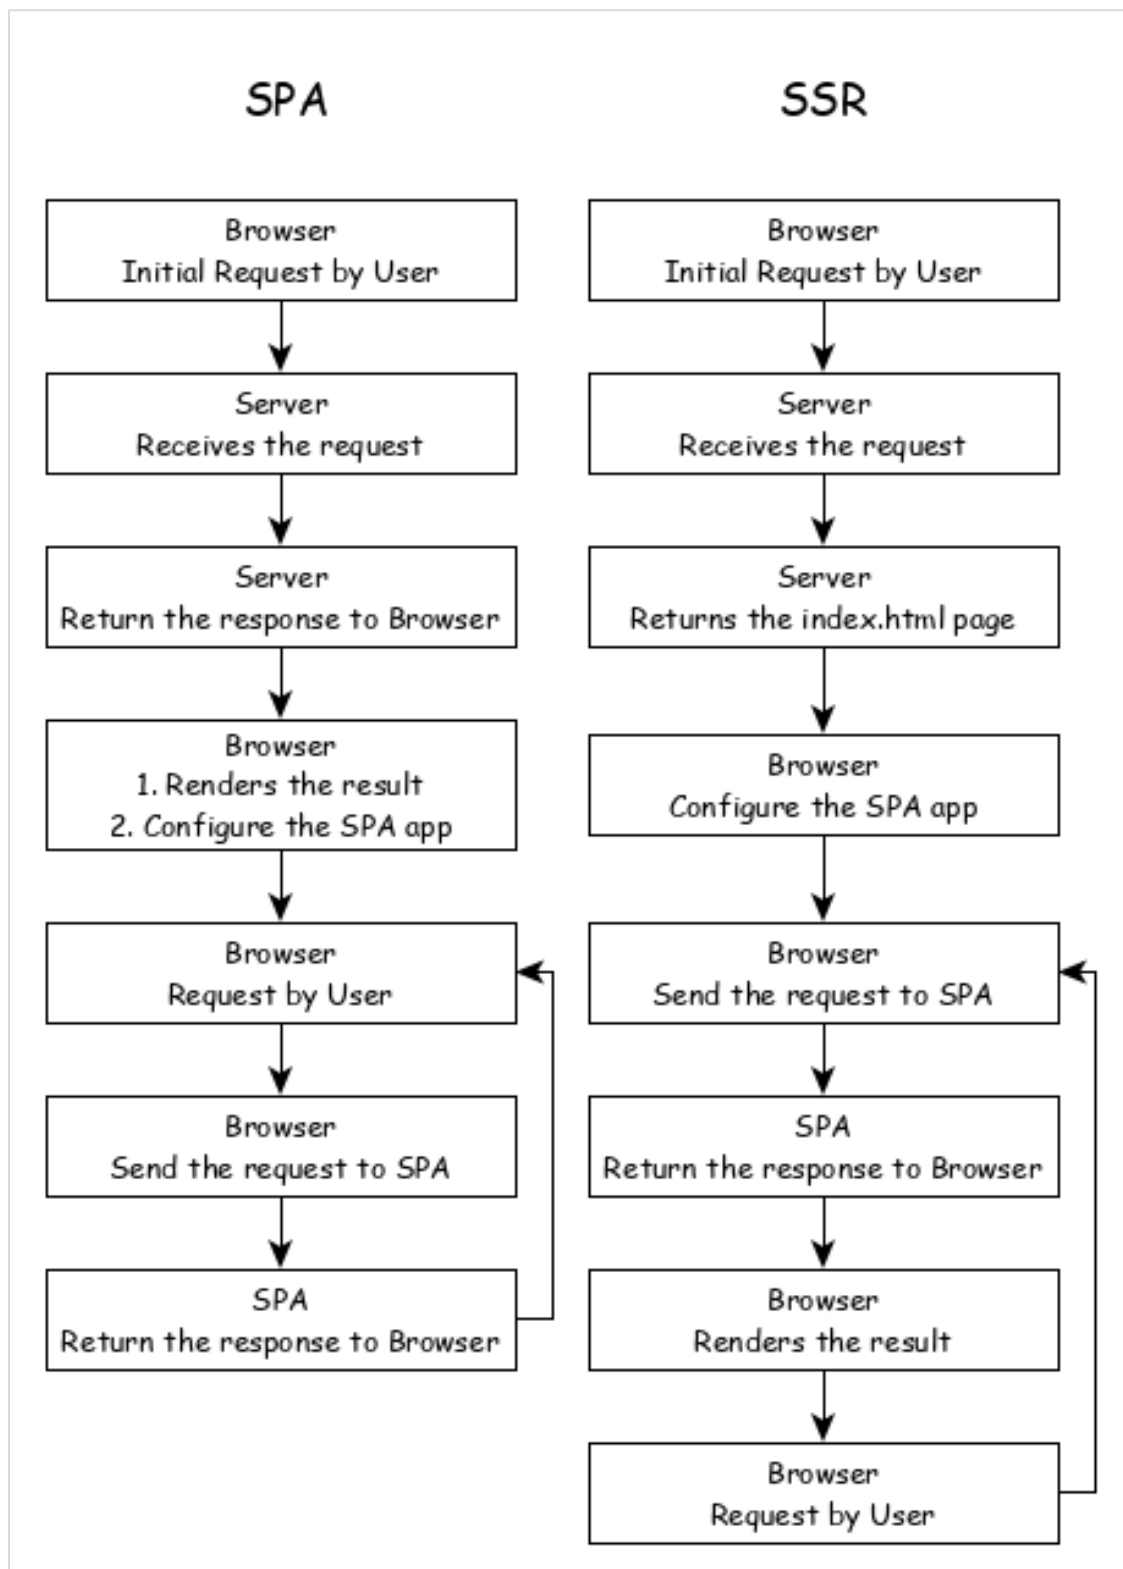 SPA
Browser
Initial Request by User
Server
Receives the request
Server
Return the response to Browser
Browser
1. Renders the result
2. Configure the SPA app
Browser
Request by User
Browser
Send the request to SPA
SPA
Return the response to Browser
SSR
Browser
Initial Request by User
Server
Receives the request
Server
Returns the index.html page
Browser
Configure the SPA app
Browser
Send the request to SPA
SPA
Return the response to Browser
Browser
Renders the result
Browser
Request by User